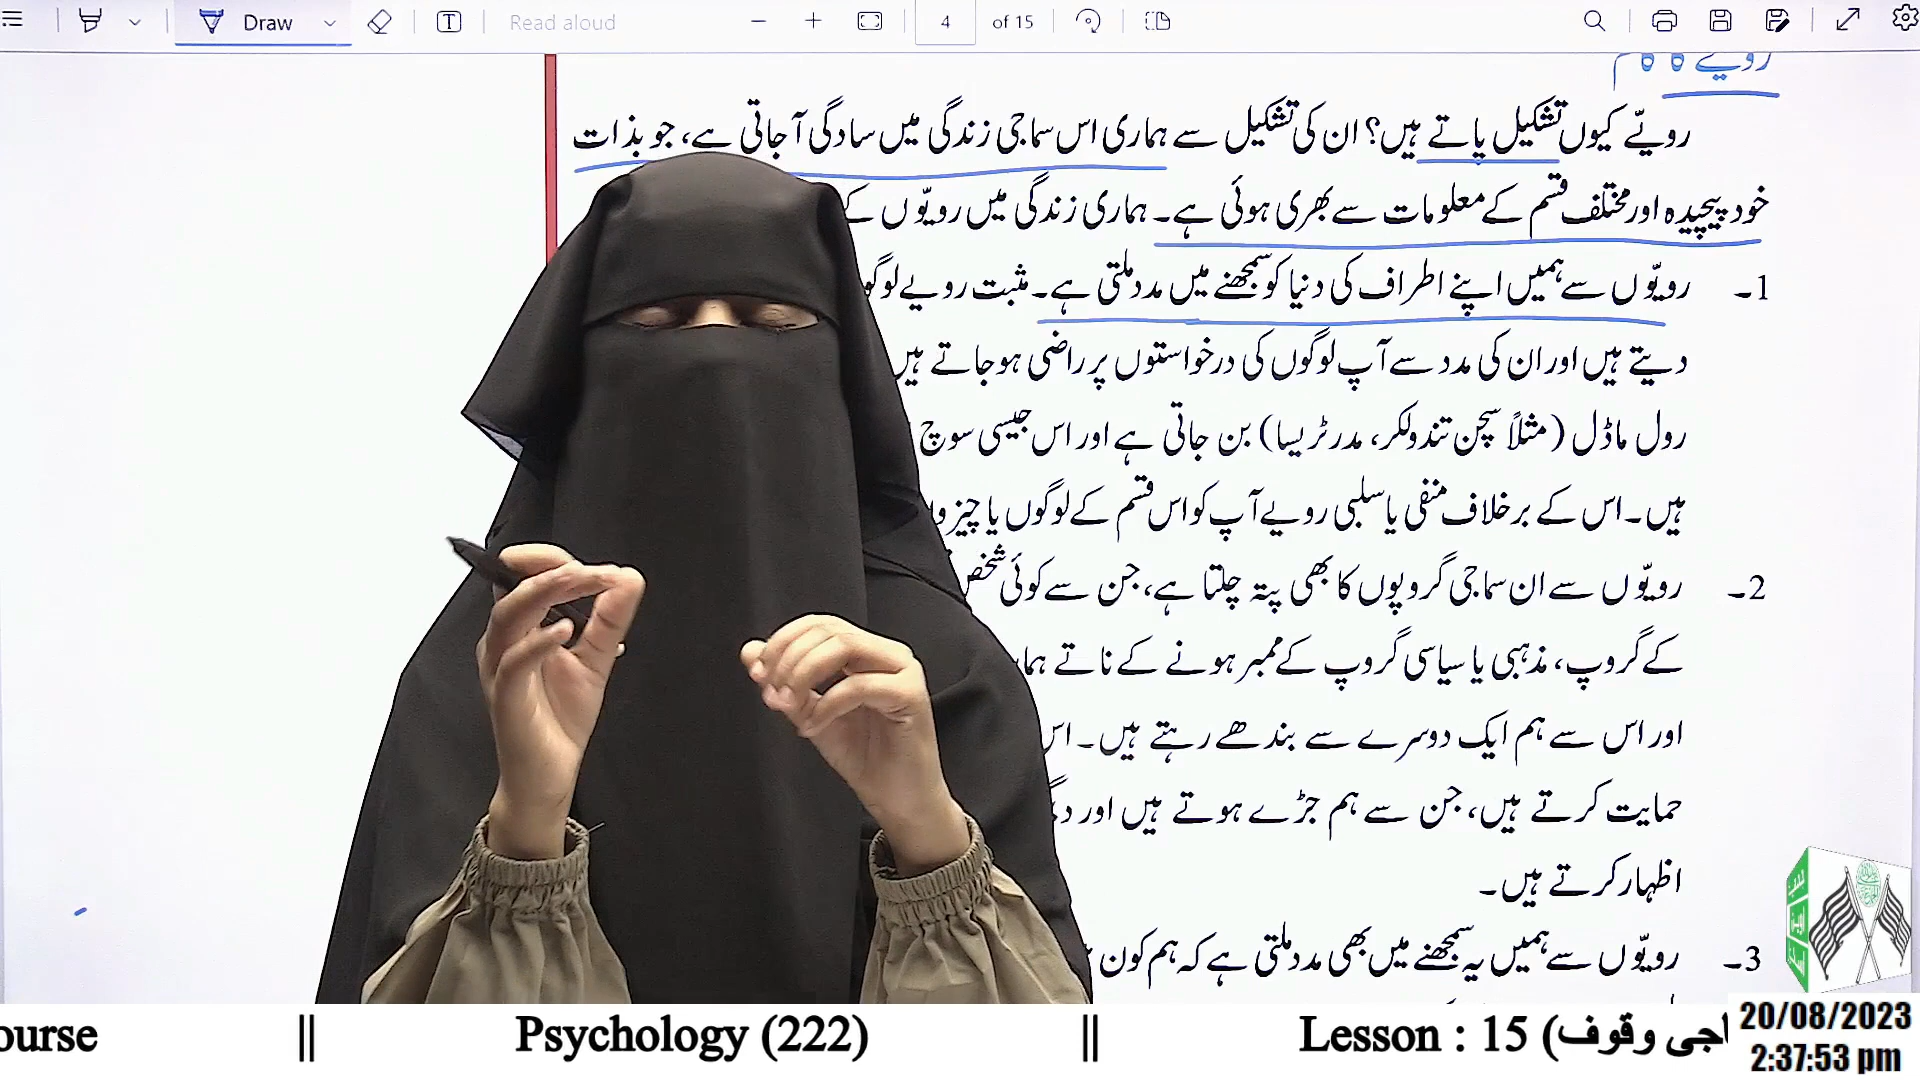 Draw
Read aloud
4 of 15
رویے کا کام
رویّے کیوں تشکیل پاتے ہیں؟ ان کی تشکیل سے ہماری اس سماجی زندگی میں سادگی آجاتی ہے، جو بذات
خود پیچیدہ اور مختلف قسم کے معلومات سے بھری ہوئی ہے۔ ہماری زندگی میں رویّوں کے
1۔ رویّوں سے ہمیں اپنے اطراف کی دنیا کو سمجھنے میں مدد ملتی ہے۔ مثبت رویے
دیتے ہیں اور ان کی مدد سے آپ لوگوں کی درخواستوں پر راضی ہوجاتے ہیں
رول ماڈل (مثلاً سچن تندولکر، مدرٹریسا) بن جاتی ہے اور اس جیسی سوچ
ہیں۔ اس کے برخلاف منفی یا سلبی رویے آپ کو اس قسم کے لوگوں یا
2۔ رویّوں سے ان سماجی گروپوں کا بھی پتہ چلتا ہے، جن سے کوئی شخص
کے گروپ، مذہبی یا سیاسی گروپ کے ممبر ہونے کے ناتے
اور اس سے ہم ایک دوسرے سے بندھے رہتے ہیں۔ اس
حمایت کرتے ہیں، جن سے ہم جڑے ہوتے ہیں اور
اظہار کرتے ہیں۔
3۔ رویّوں سے ہمیں یہ سمجھنے میں بھی مدد ملتی ہے کہ ہم کون
ourse || Psychology (222) || Lesson : 15 (جی وقوف
20/08/2023
2:37:53 pm